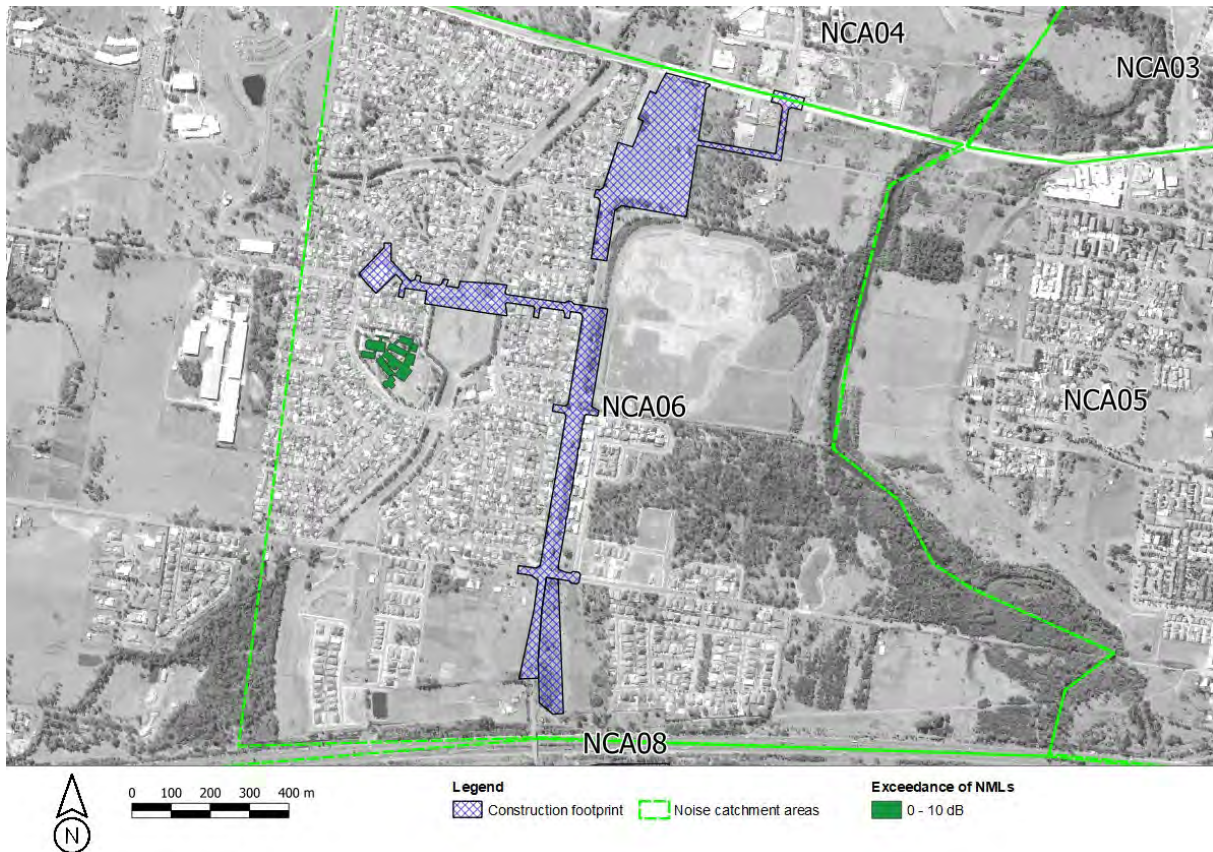 NCA04
NCA03
NCA06
NCA05
NCA08
N
0 100 200 300 400 m
Legend
Construction footprint
Noise catchment areas
Exceedance of NMLs
0 - 10 dB